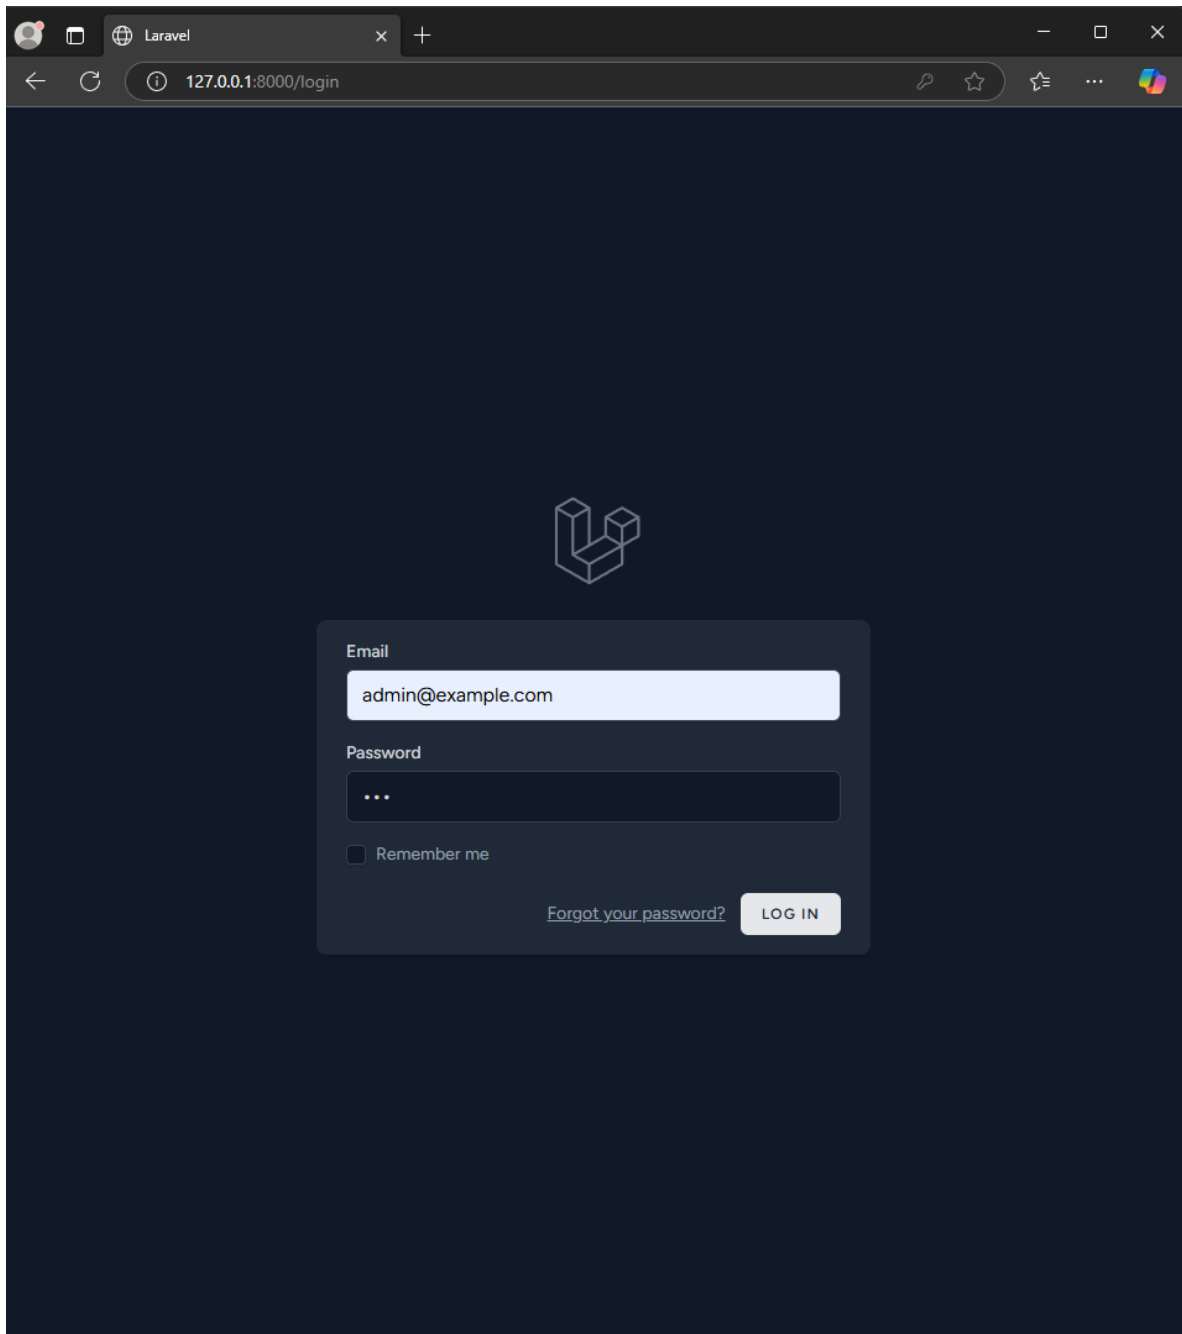 Laravel
127.0.0.1:8000/login
Email
admin@example.com
Password
•••
Remember me
Forgot your password? LOG IN